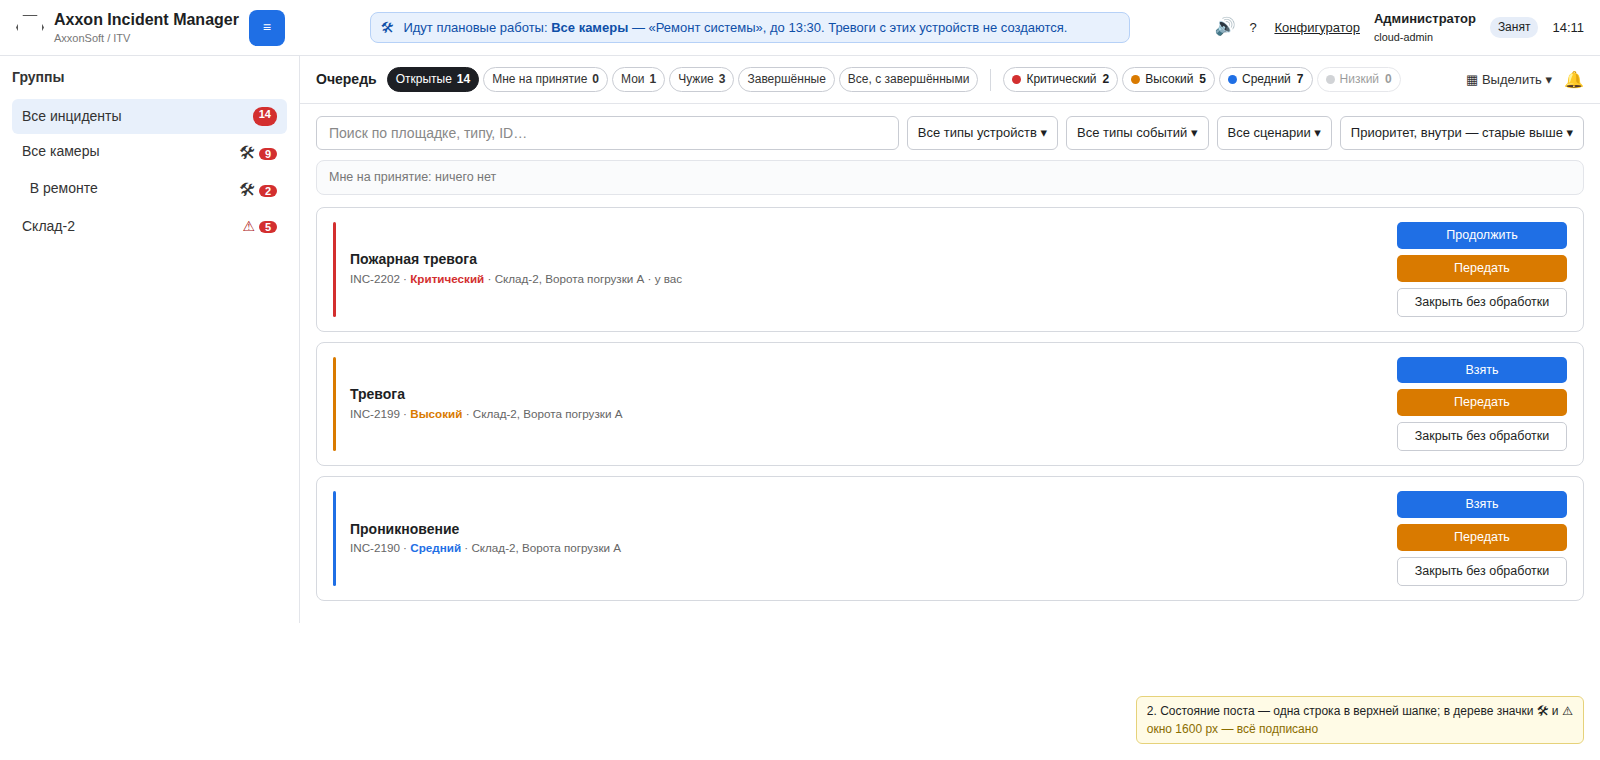 Axxon Incident Manager
AxxonSoft / ITV
≡
🛠 Идут плановые работы: Все камеры — «Ремонт системы», до 13:30. Тревоги с этих устройств не создаются.
🔊 ? Конфигуратор
Администратор
cloud-admin
Занят
14:11
Группы
Все инциденты 14
Все камеры 🛠 9
В ремонте 🛠 2
Склад-2 ⚠ 5
Очередь Открытые 14 Мне на принятие 0 Мои 1 Чужие 3 Завершённые Все, с завершёнными Критический 2 Высокий 5 Средний 7 Низкий 0 ▦ Выделить ▾ 🔔
Поиск по площадке, типу, ID… Все типы устройств ▾ Все типы событий ▾ Все сценарии ▾ Приоритет, внутри — старые выше ▾
Мне на принятие: ничего нет
Пожарная тревога
INC-2202 · Критический · Склад-2, Ворота погрузки А · у вас
Продолжить
Передать
Закрыть без обработки
Тревога
INC-2199 · Высокий · Склад-2, Ворота погрузки А
Взять
Передать
Закрыть без обработки
Проникновение
INC-2190 · Средний · Склад-2, Ворота погрузки А
Взять
Передать
Закрыть без обработки
2. Состояние поста — одна строка в верхней шапке; в дереве значки 🛠 и ⚠
окно 1600 px — всё подписано